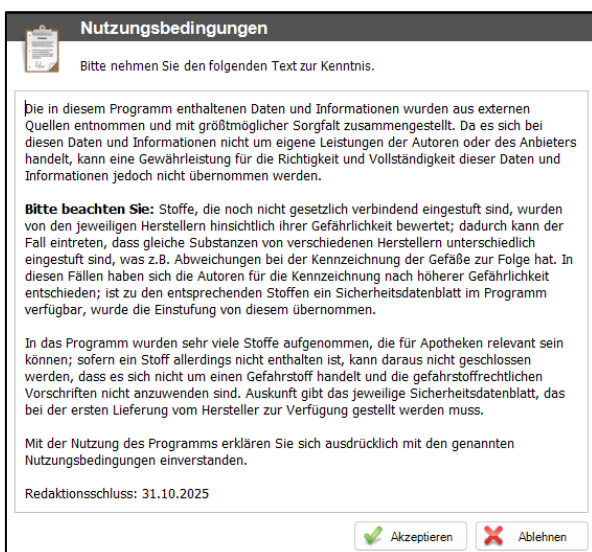 Nutzungsbedingungen
Bitte nehmen Sie den folgenden Text zur Kenntnis.
Die in diesem Programm enthaltenen Daten und Informationen wurden aus externen
Quellen entnommen und mit größtmöglicher Sorgfalt zusammengestellt. Da es sich bei
diesen Daten und Informationen nicht um eigene Leistungen der Autoren oder des Anbieters
handelt, kann eine Gewährleistung für die Richtigkeit und Vollständigkeit dieser Daten und
Informationen jedoch nicht übernommen werden.
Bitte beachten Sie: Stoffe, die noch nicht gesetzlich verbindend eingestuft sind, wurden
von den jeweiligen Herstellern hinsichtlich ihrer Gefährlichkeit bewertet; dadurch kann der
Fall eintreten, dass gleiche Substanzen von verschiedenen Herstellern unterschiedlich
eingestuft sind, was z.B. Abweichungen bei der Kennzeichnung der Gefäße zur Folge hat. In
diesen Fällen haben sich die Autoren für die Kennzeichnung nach höherer Gefährlichkeit
entschieden; ist zu den entsprechenden Stoffen ein Sicherheitsdatenblatt im Programm
verfügbar, wurde die Einstufung von diesem übernommen.
In das Programm wurden sehr viele Stoffe aufgenommen, die für Apotheken relevant sein
können; sofern ein Stoff allerdings nicht enthalten ist, kann daraus nicht geschlossen
werden, dass es sich nicht um einen Gefahrstoff handelt und die gefahrstoffrechtlichen
Vorschriften nicht anzuwenden sind. Auskunft gibt das jeweilige Sicherheitsdatenblatt, das
bei der ersten Lieferung vom Hersteller zur Verfügung gestellt werden muss.
Mit der Nutzung des Programms erklären Sie sich ausdrücklich mit den genannten
Nutzungsbedingungen einverstanden.
Redaktionsschluss: 31.10.2025
Akzeptieren
Ablehnen